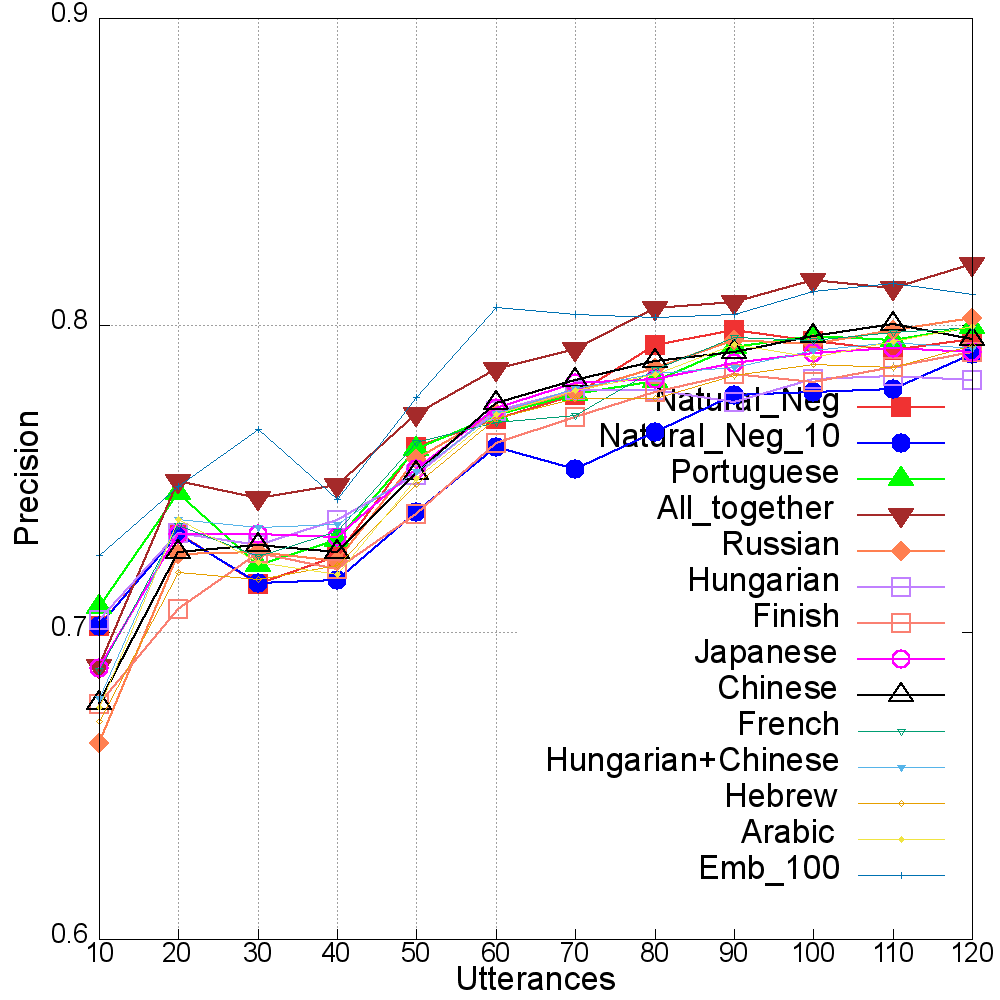 0.9
0.8
0.7
0.6
Precision
Natural_Neg
Natural_Neg_10
Portuguese
All_together
Russian
Hungarian
Finish
Japanese
Chinese
French
Hungarian+Chinese
Hebrew
Arabic
Emb_100
10 20 30 40 50 60 70 80 90 100 110 120
Utterances